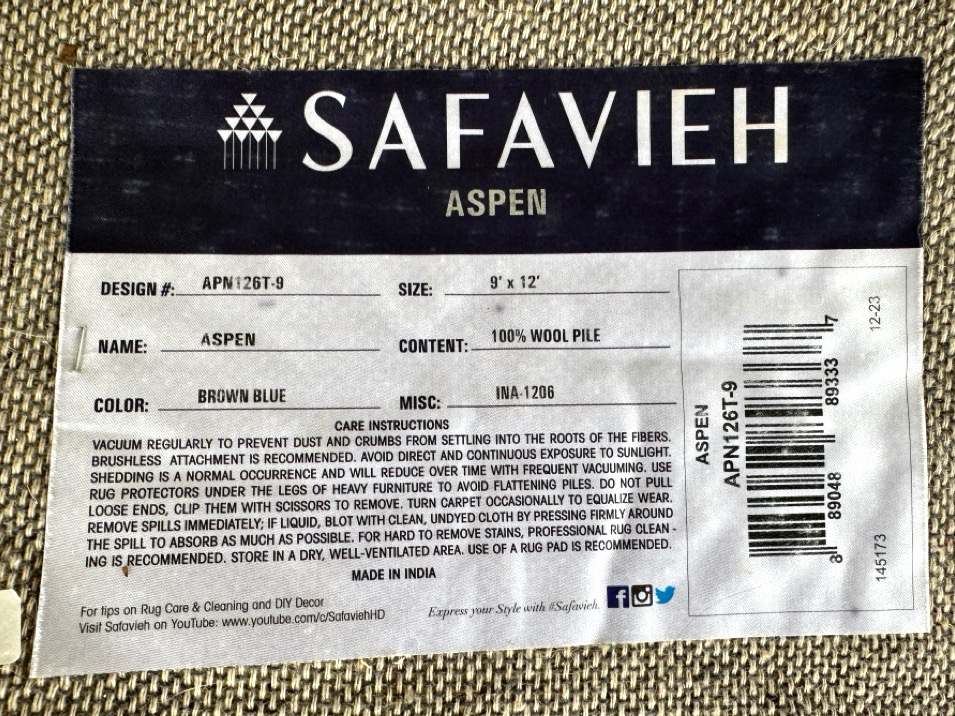 SAFAVIEH
ASPEN
DESIGN #: APN126T-9
SIZE: 9' x 12'
NAME: ASPEN
CONTENT: 100% WOOL PILE
COLOR: BROWN BLUE
MISC: INA-1206
CARE INSTRUCTIONS
VACUUM REGULARLY TO PREVENT DUST AND CRUMBS FROM SETTLING INTO THE ROOTS OF THE FIBERS.
BRUSHLESS ATTACHMENT IS RECOMMENDED. AVOID DIRECT AND CONTINUOUS EXPOSURE TO SUNLIGHT.
SHEDDING IS A NORMAL OCCURRENCE AND WILL REDUCE OVER TIME WITH FREQUENT VACUUMING. USE
RUG PROTECTORS UNDER THE LEGS OF HEAVY FURNITURE TO AVOID FLATTENING PILES. DO NOT PULL
LOOSE ENDS, CLIP THEM WITH SCISSORS TO REMOVE. TURN CARPET OCCASIONALLY TO EQUALIZE WEAR.
REMOVE SPILLS IMMEDIATELY; IF LIQUID, BLOT WITH CLEAN, UNDYED CLOTH BY PRESSING FIRMLY AROUND
THE SPILL TO ABSORB AS MUCH AS POSSIBLE. FOR HARD TO REMOVE STAINS, PROFESSIONAL RUG CLEAN -
ING IS RECOMMENDED. STORE IN A DRY, WELL-VENTILATED AREA. USE OF A RUG PAD IS RECOMMENDED.
MADE IN INDIA
For tips on Rug Care & Cleaning and DIY Decor
Visit Safavieh on YouTube: www.youtube.com/c/SafaviehHD
Express your Style with #Safavieh.
ASPEN
APN126T-9
8 89048 89333 7
145173
12-23